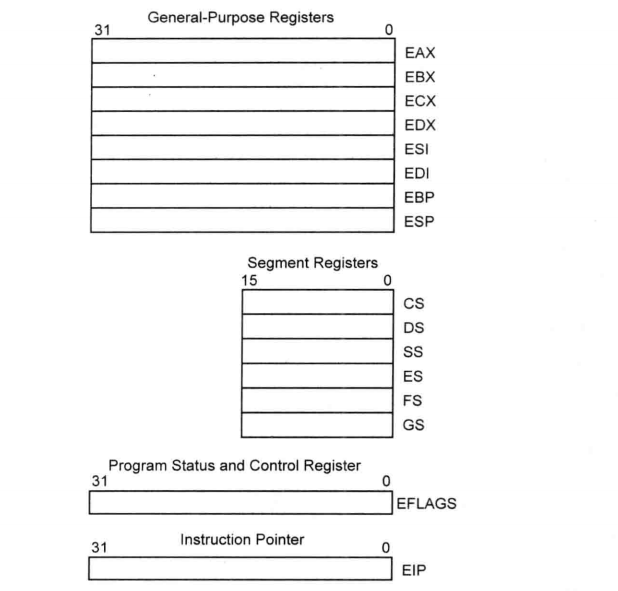 General-Purpose Registers
31 0
EAX
EBX
ECX
EDX
ESI
EDI
EBP
ESP
Segment Registers
15 0
CS
DS
SS
ES
FS
GS
Program Status and Control Register
31 0
EFLAGS
Instruction Pointer
31 0
EIP